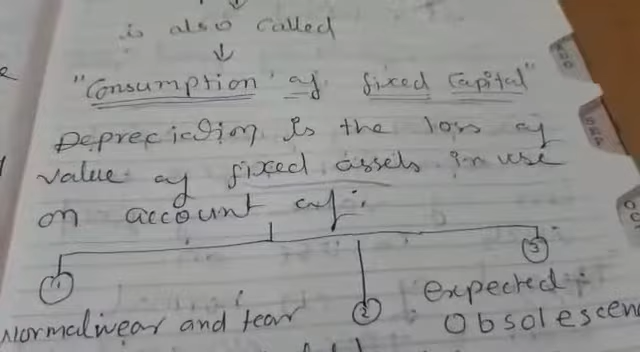 is also called
↓
"Consumption of fixed Capital"
Depreciation is the loss of
value of fixed assets in use
on account of:
① ② ③
Normal wear and tear
expected
Obsolescen